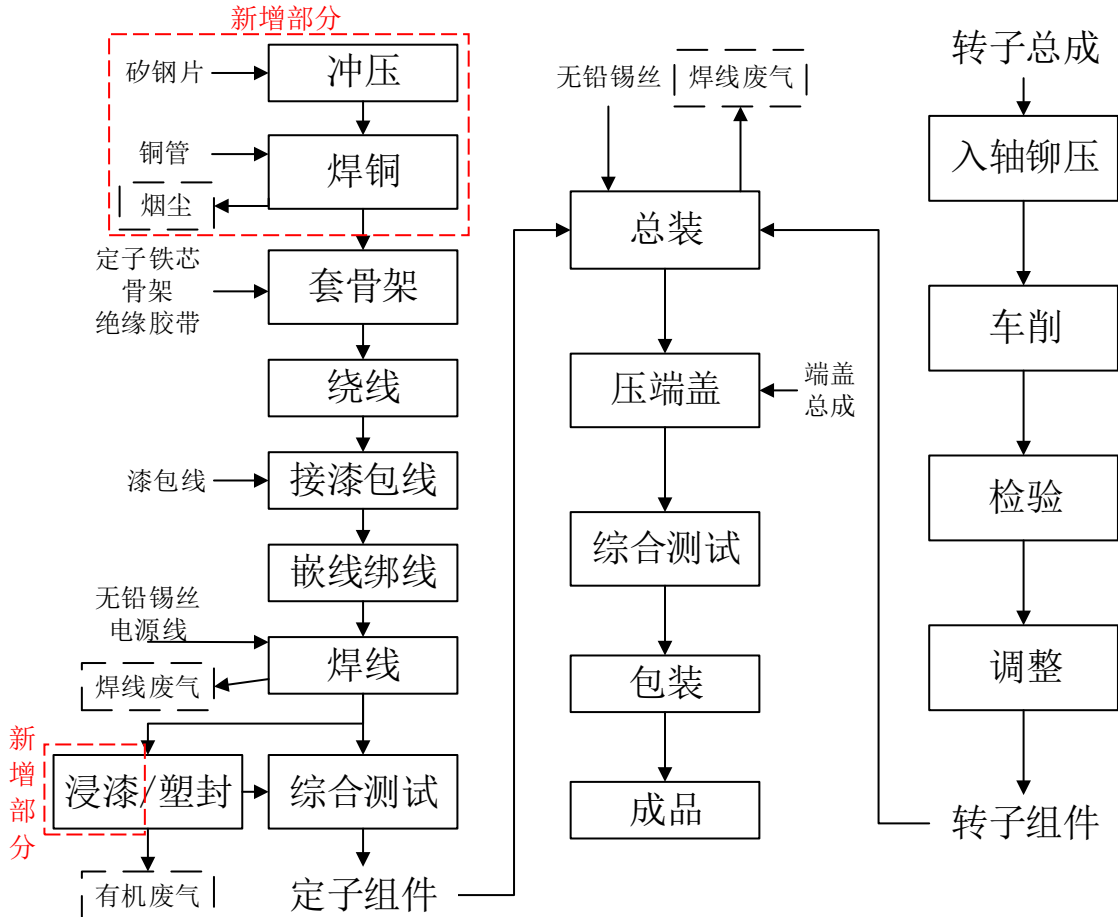 新增部分
矽钢片
冲压
铜管
焊铜
烟尘
定子铁芯
骨架
绝缘胶带
套骨架
绕线
漆包线
接漆包线
嵌线绑线
无铅锡丝
电源线
焊线
焊线废气
新
增
部
分
浸漆/塑封
综合测试
有机废气
定子组件
无铅锡丝
焊线废气
总装
压端盖
端盖
总成
综合测试
包装
成品
转子总成
入轴铆压
车削
检验
调整
转子组件